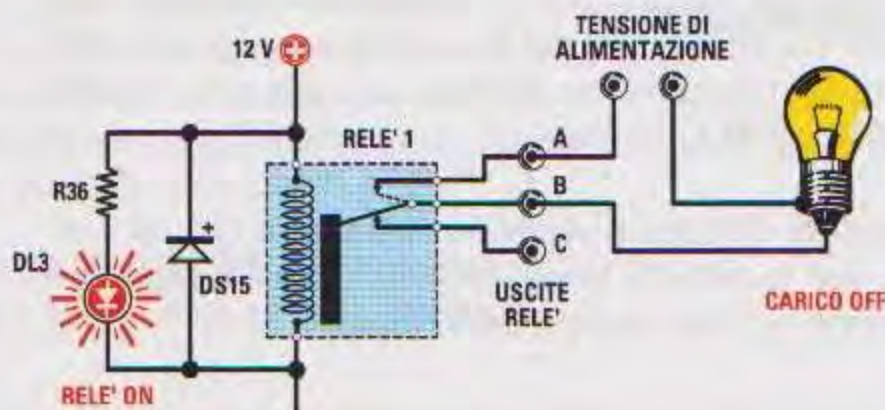 TENSIONE DI
ALIMENTAZIONE
12 V
RELE' 1
A
R36
B
+
DL3
DS15
C
USCITE
RELE'
CARICO OFF
RELE' ON